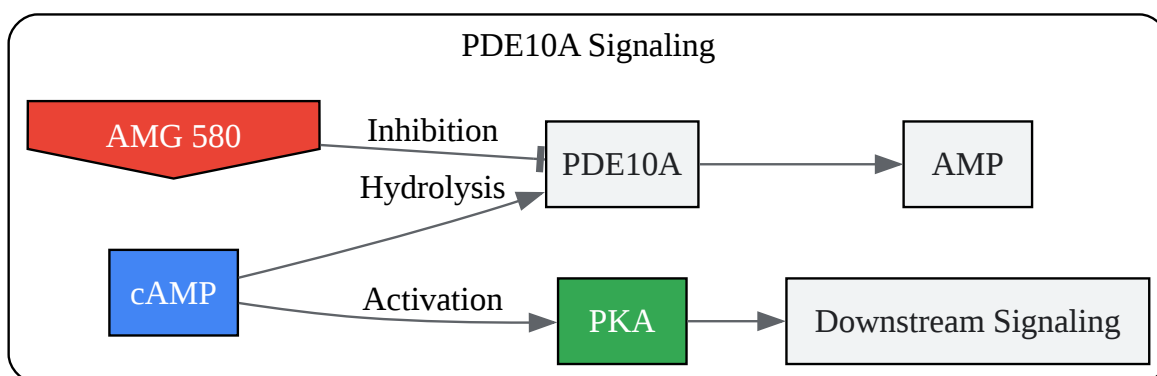 PDE10A Signaling
AMG 580
Inhibition
PDE10A
AMP
Hydrolysis
cAMP
Activation
PKA
Downstream Signaling